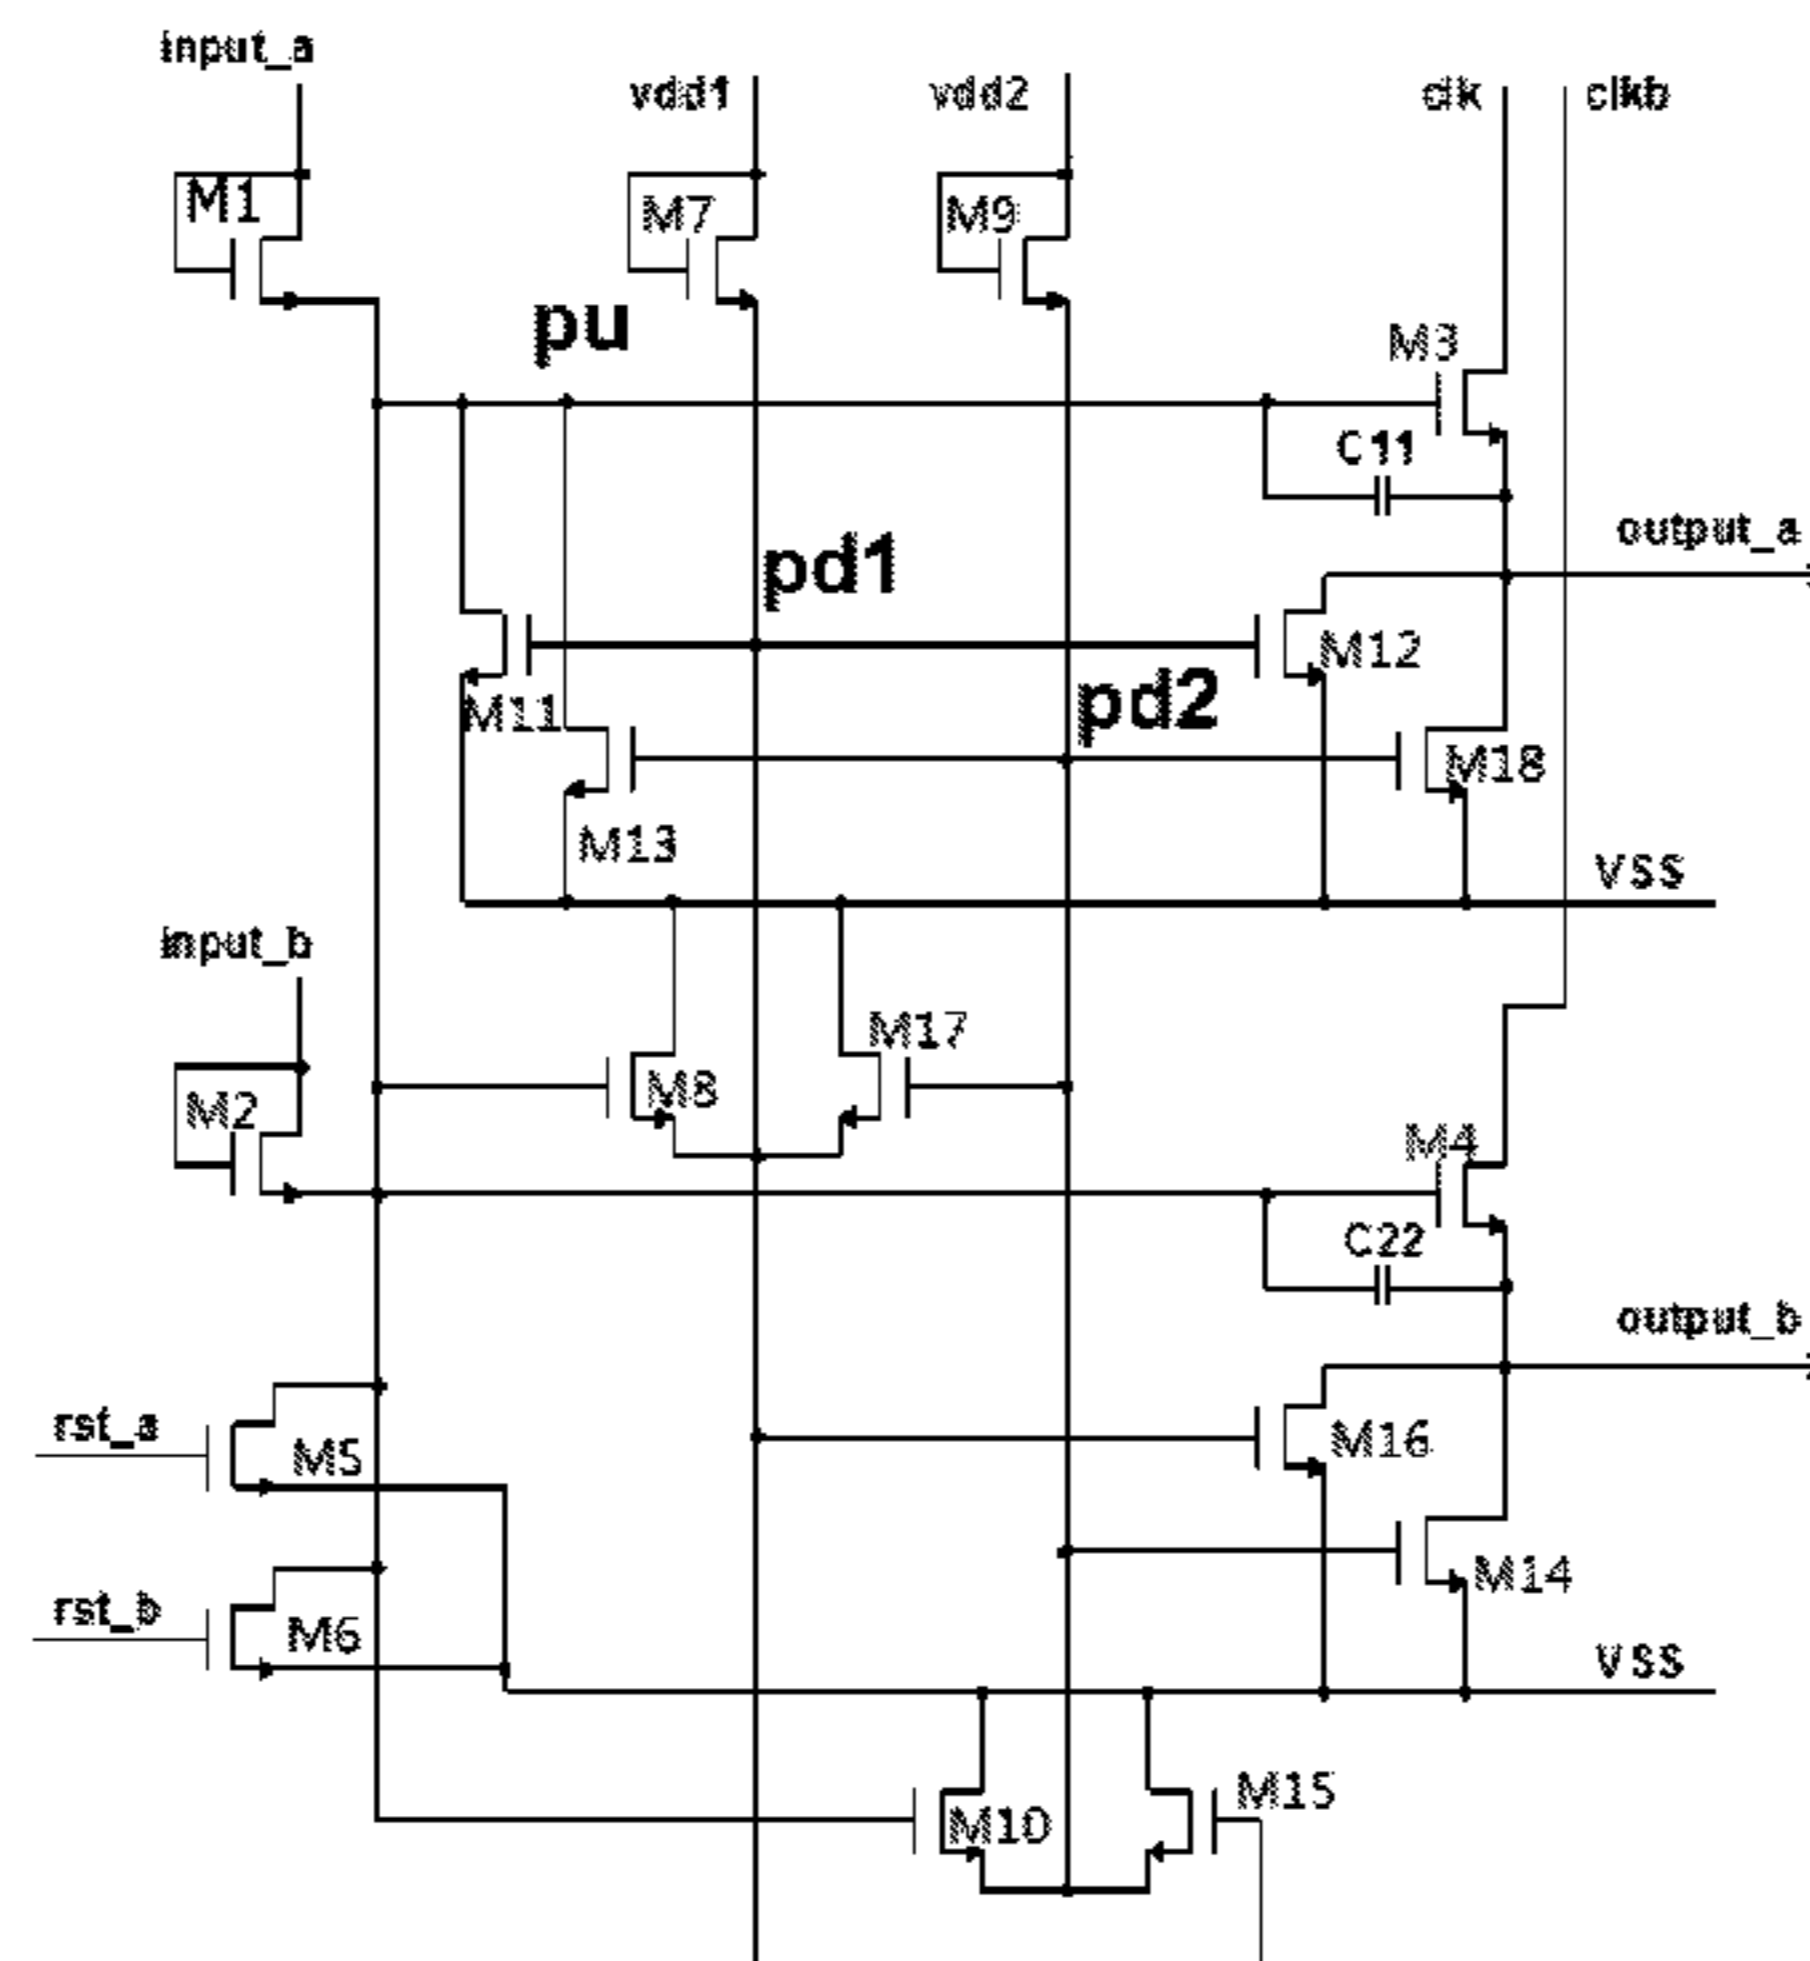 input_a
vdd1
vdd2
clk
clkb
M1
M7
M9
pu
M3
C11
output_a
pd1
M12
pd2
M11
M18
M13
VSS
input_b
M17
M8
M2
M4
C22
output_b
rst_a
M5
M16
M14
rst_b
M6
VSS
M15
M10